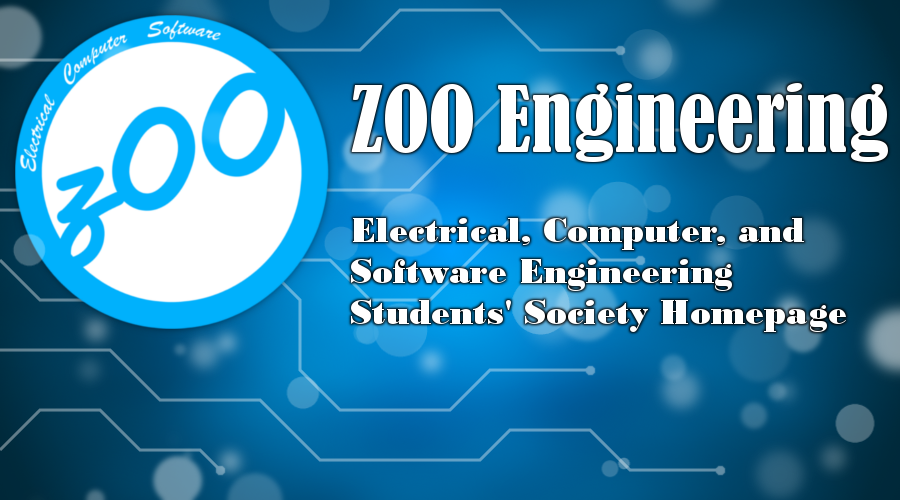 Electrical Computer Software
zoo
ZOO Engineering
Electrical, Computer, and
Software Engineering
Students' Society Homepage